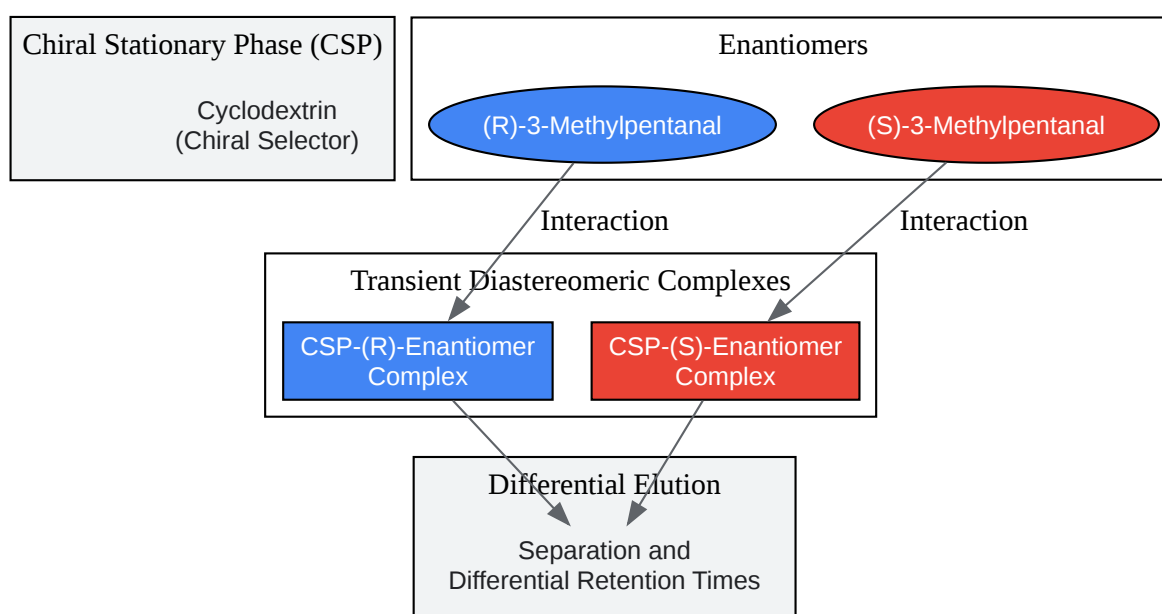 Chiral Stationary Phase (CSP)
Cyclodextrin
(Chiral Selector)
Enantiomers
(R)-3-Methylpentanal
(S)-3-Methylpentanal
Interaction
Interaction
Transient Diastereomeric Complexes
CSP-(R)-Enantiomer
Complex
CSP-(S)-Enantiomer
Complex
Differential Elution
Separation and
Differential Retention Times